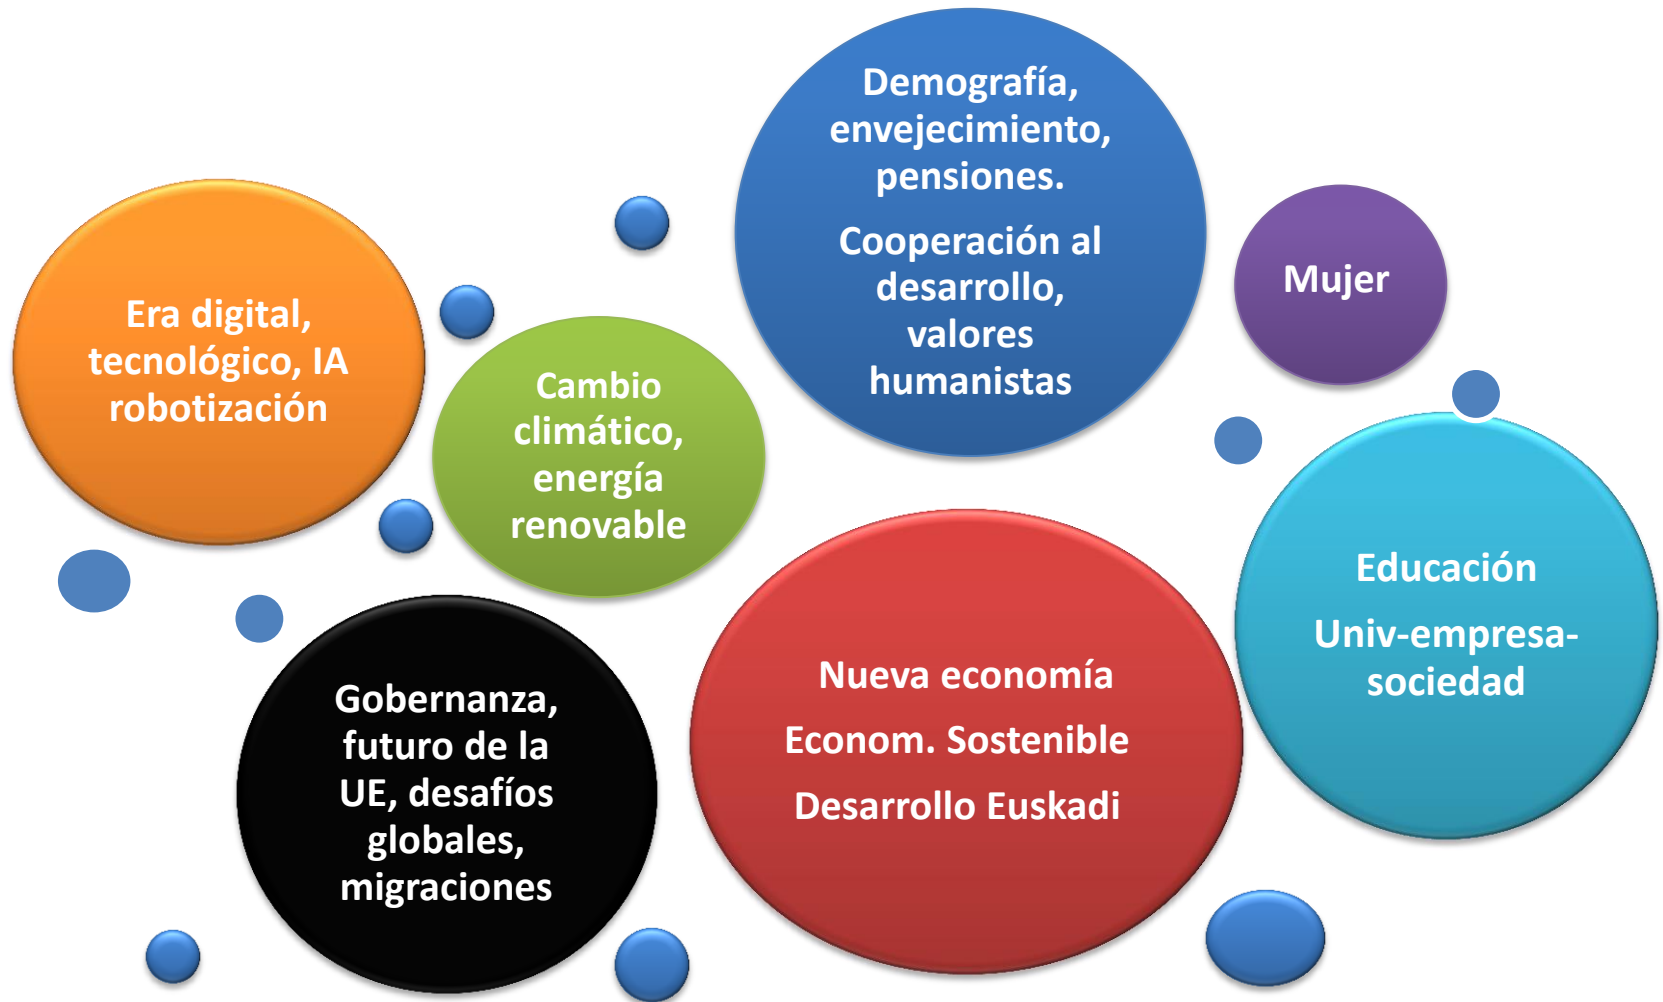 Demografía,
envejecimiento,
pensiones.
Cooperación al
desarrollo,
valores
humanistas
Mujer
Era digital,
tecnológico, IA
robotización
Cambio
climático,
energía
renovable
Educación
Univ-empresa-
sociedad
Gobernanza,
futuro de la
UE, desafíos
globales,
migraciones
Nueva economía
Econom. Sostenible
Desarrollo Euskadi